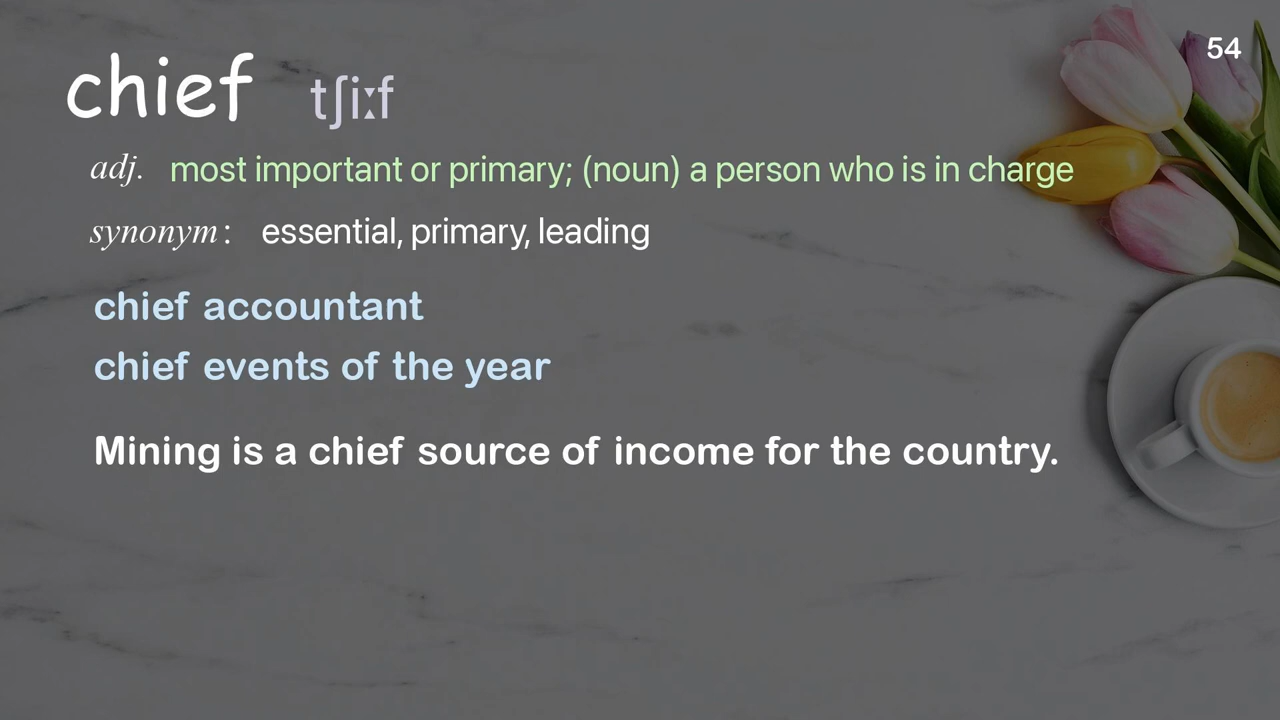 54
chief tʃiːf
adj. most important or primary; (noun) a person who is in charge
synonym: essential, primary, leading
chief accountant
chief events of the year
Mining is a chief source of income for the country.